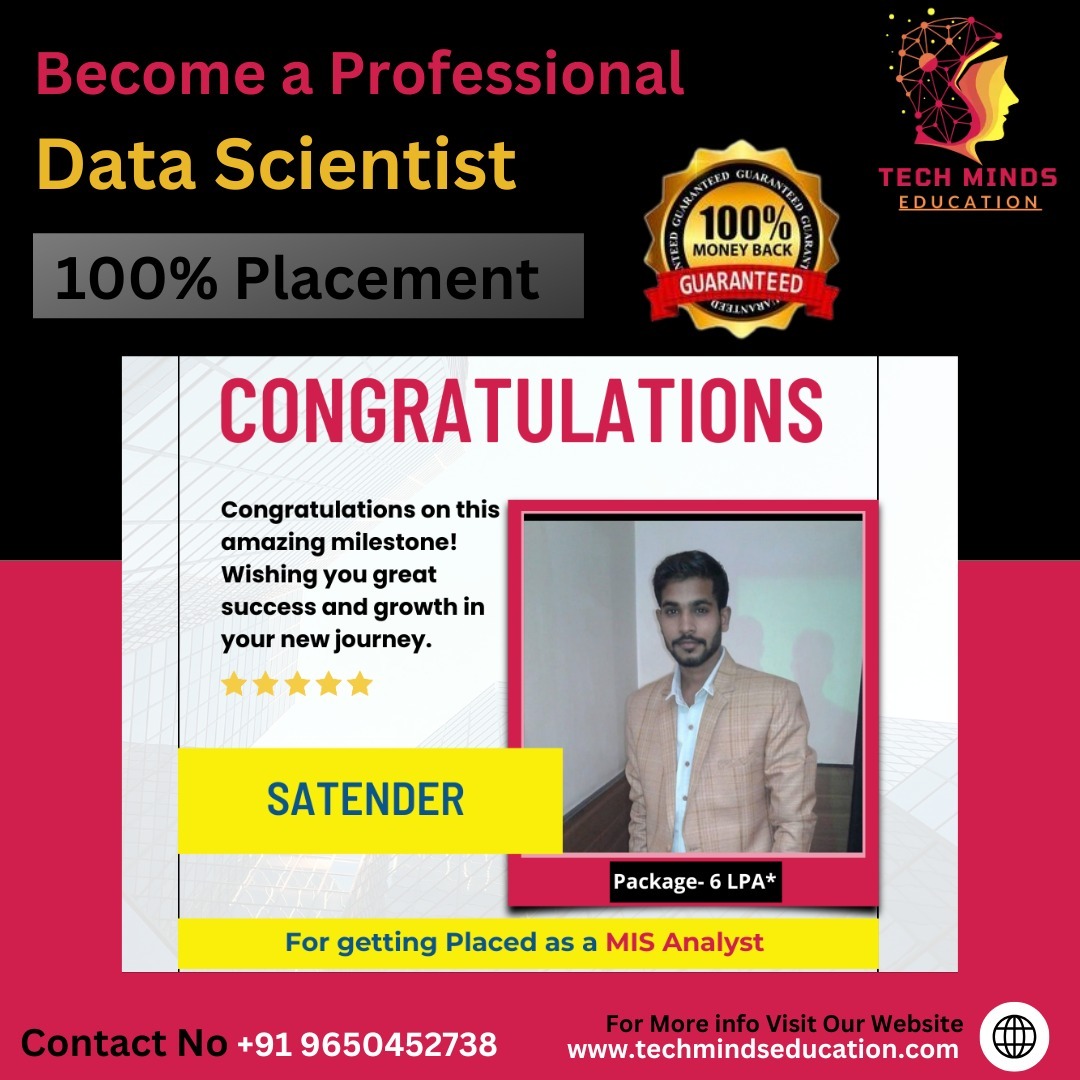 Become a Professional
Data Scientist
100% Placement
TECH MINDS
EDUCATION
GUARANTEED GUARANTEED GUARANTEED
100%
MONEY BACK
GUARANTEED
CONGRATULATIONS
Congratulations on this
amazing milestone!
Wishing you great
success and growth in
your new journey.
SATENDER
Package- 6 LPA*
For getting Placed as a MIS Analyst
Contact No +91 9650452738
For More info Visit Our Website
www.techmindseducation.com